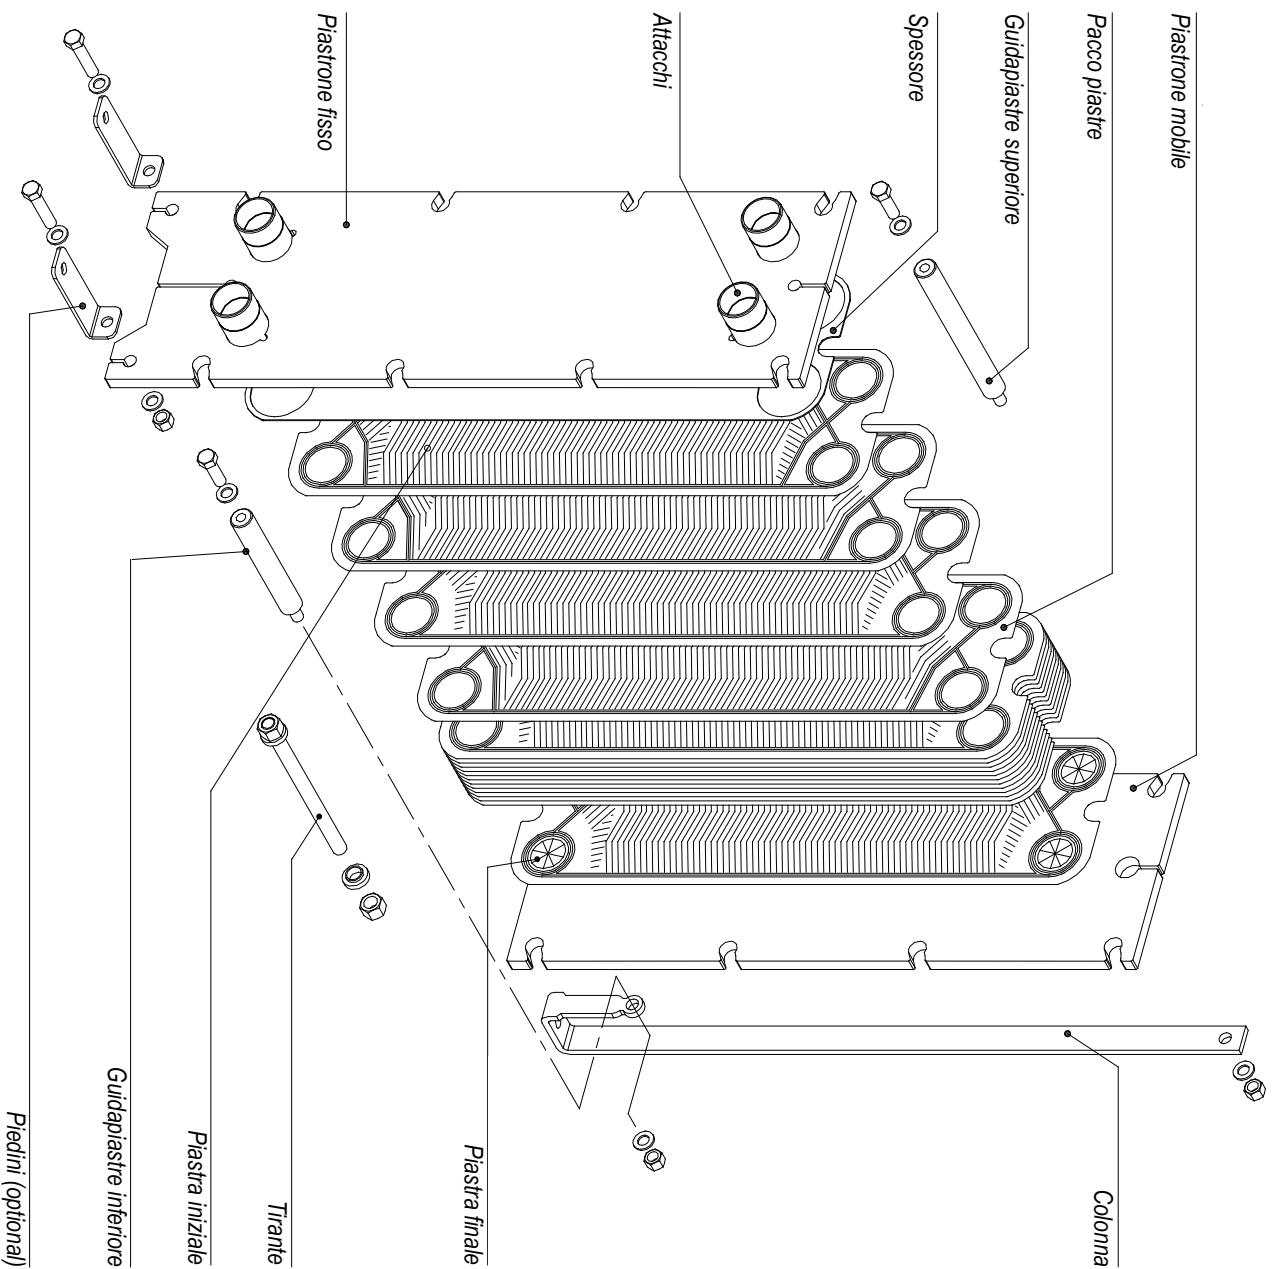 Piastrone mobile
Pacco piastre
Guidapiastre superiore
Spessore
Attacchi
Piastrone fisso
Colonna
Piastra finale
Tirante
Piastra iniziale
Guidapiastre inferiore
Piedini (optional)